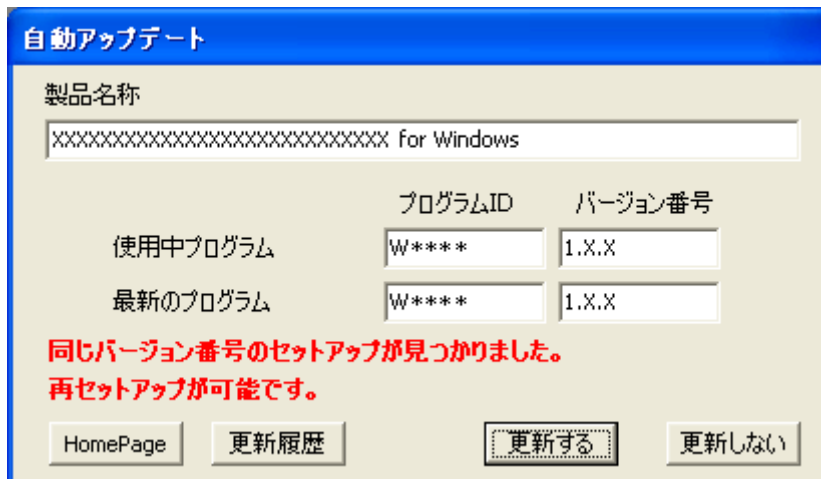 自動アップデート
製品名称
XXXXXXXXXXXXXXXXXXXXXXXXXXXX for Windows
プログラムID バージョン番号
使用中プログラム W**** 1.X.X
最新のプログラム W**** 1.X.X
同じバージョン番号のセットアップが見つかりました。
再セットアップが可能です。
HomePage 更新履歴 更新する 更新しない